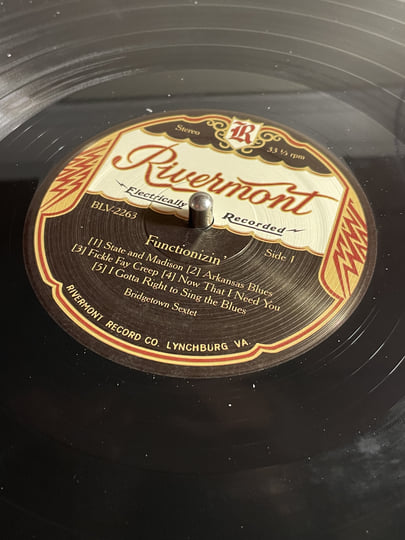 R
Stereo 33 ⅓ rpm
Rivermont
Electrically Recorded
BLV-2263 Side 1
Functionizin'
[1] State and Madison [2] Arkansas Blues
[3] Fickle Fay Creep [4] Now That I Need You
[5] I Gotta Right to Sing the Blues
Bridgetown Sextet
RIVERMONT RECORD CO. LYNCHBURG VA.